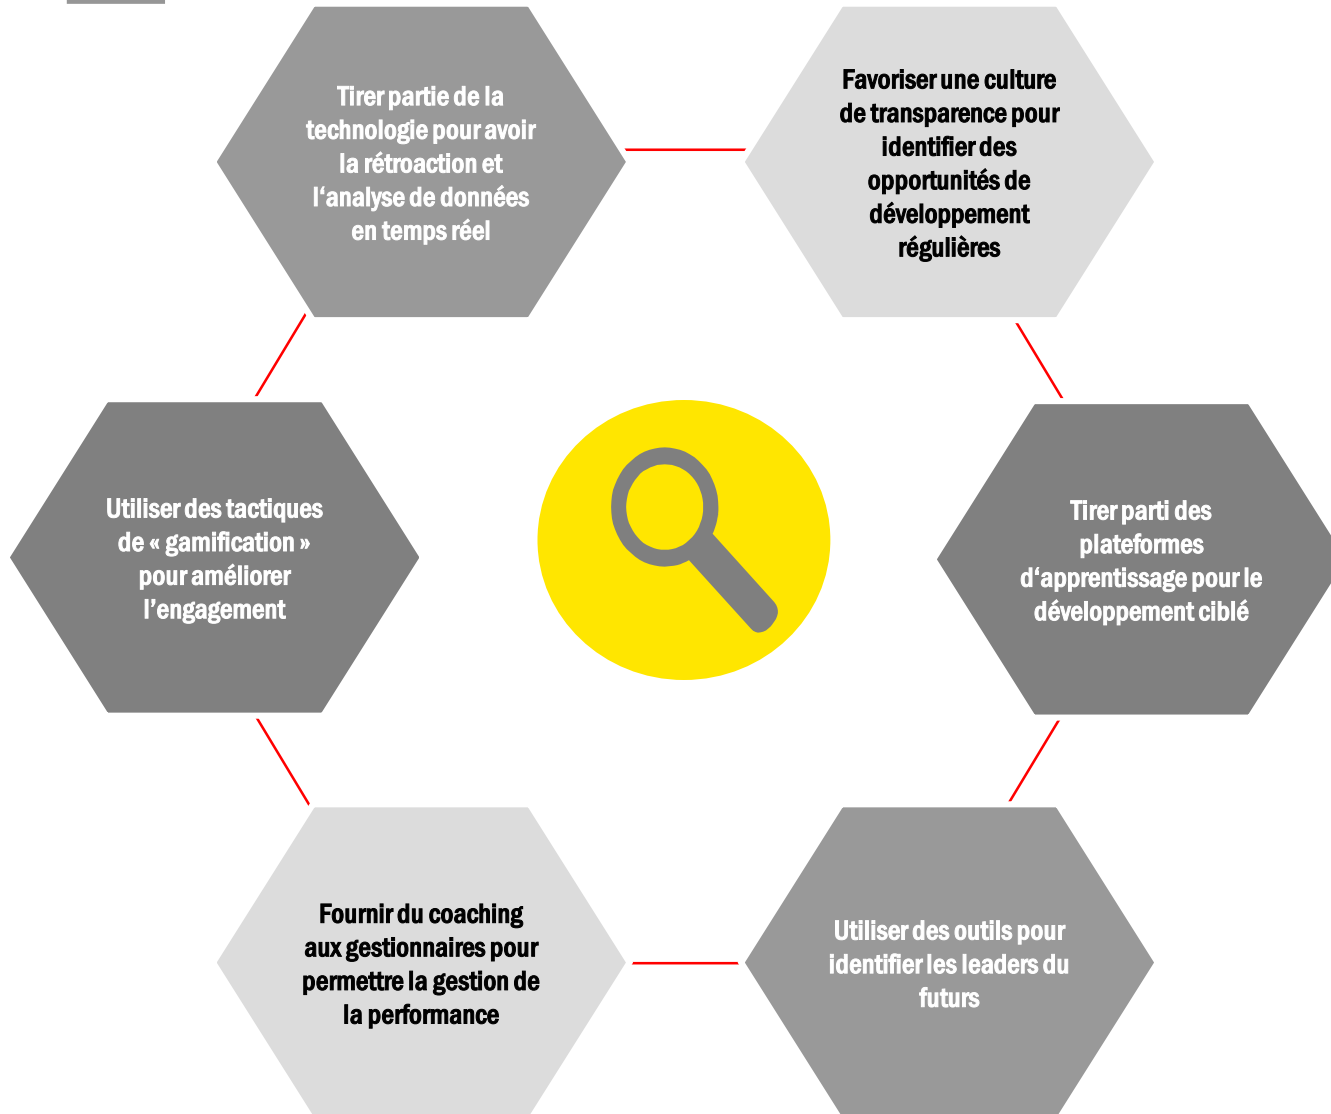 Tirer partie de la
technologie pour avoir
la rétroaction et
l‘analyse de données
en temps réel
Favoriser une culture
de transparence pour
identifier des
opportunités de
développement
régulières
Utiliser des tactiques
de « gamification »
pour améliorer
l’engagement
Tirer parti des
plateformes
d‘apprentissage pour le
développement ciblé
Fournir du coaching
aux gestionnaires pour
permettre la gestion de
la performance
Utiliser des outils pour
identifier les leaders du
futurs